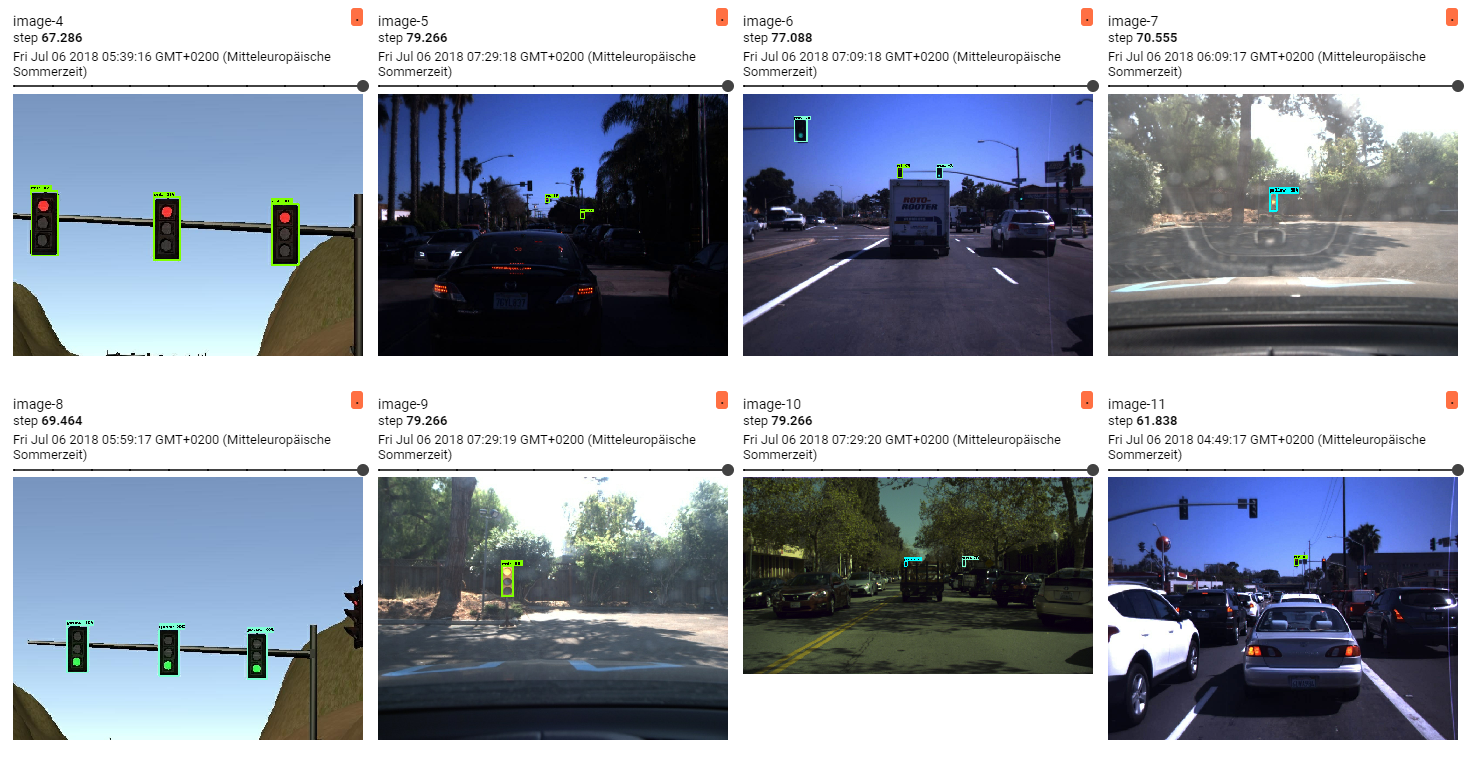 image-4
step 67.286
Fri Jul 06 2018 05:39:16 GMT+0200 (Mitteleuropäische
Sommerzeit)
image-5
step 79.266
Fri Jul 06 2018 07:29:18 GMT+0200 (Mitteleuropäische
Sommerzeit)
image-6
step 77.088
Fri Jul 06 2018 07:09:18 GMT+0200 (Mitteleuropäische
Sommerzeit)
AUTO-
ROOTER
image-7
step 70.555
Fri Jul 06 2018 06:09:17 GMT+0200 (Mitteleuropäische
Sommerzeit)
image-8
step 69.464
Fri Jul 06 2018 05:59:17 GMT+0200 (Mitteleuropäische
Sommerzeit)
image-9
step 79.266
Fri Jul 06 2018 07:29:19 GMT+0200 (Mitteleuropäische
Sommerzeit)
image-10
step 79.266
Fri Jul 06 2018 07:29:20 GMT+0200 (Mitteleuropäische
Sommerzeit)
image-11
step 61.838
Fri Jul 06 2018 04:49:17 GMT+0200 (Mitteleuropäische
Sommerzeit)